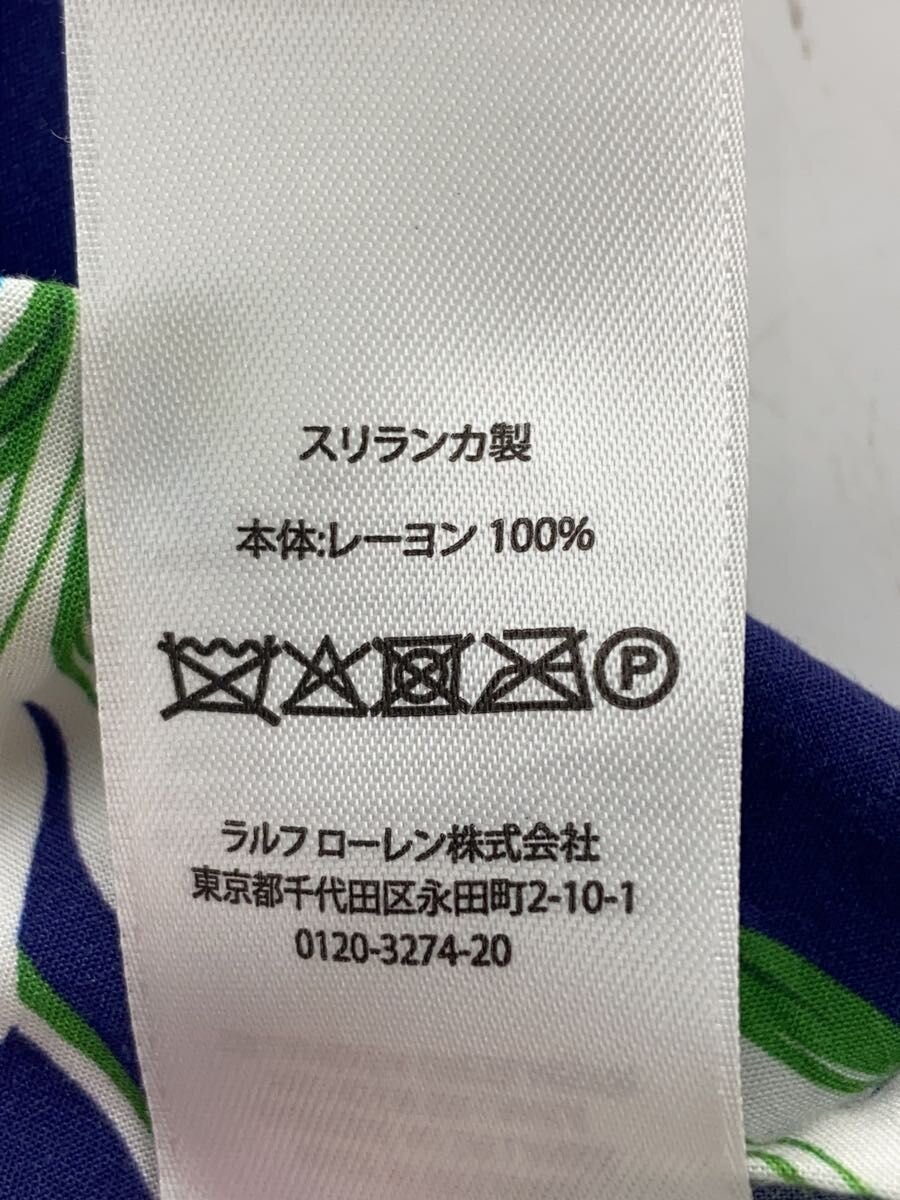 スリランカ製
本体:レーヨン 100%
P
ラルフ ローレン株式会社
東京都千代田区永田町2-10-1
0120-3274-20